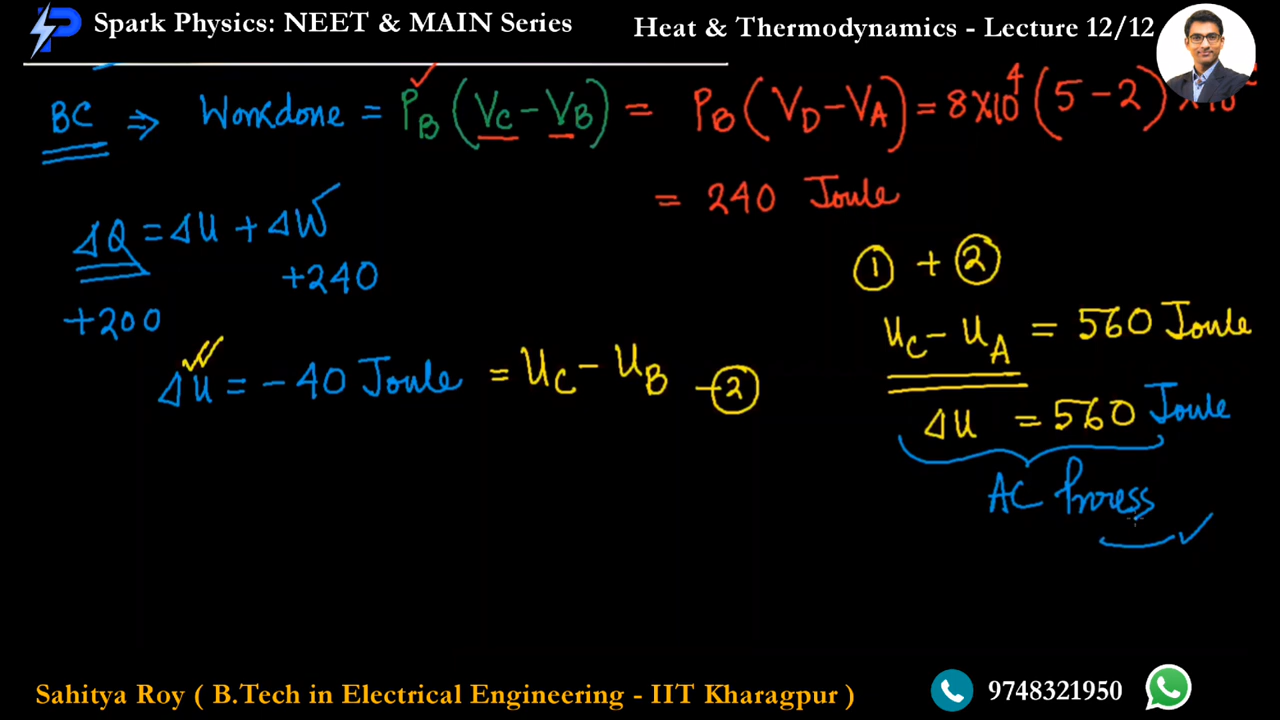 Spark Physics: NEET & MAIN Series
Heat & Thermodynamics - Lecture 12/12
BC ⇒ Workdone = P_B (V_C - V_B) = P_B (V_D - V_A) = 8×10^4 (5 - 2) ×10
= 240 Joule
ΔQ = ΔU + ΔW
+240
+200
ΔU = -40 Joule = U_C - U_B - ②
① + ②
U_C - U_A = 560 Joule
ΔU = 560 Joule
AC Process
Sahitya Roy ( B.Tech in Electrical Engineering - IIT Kharagpur )
9748321950